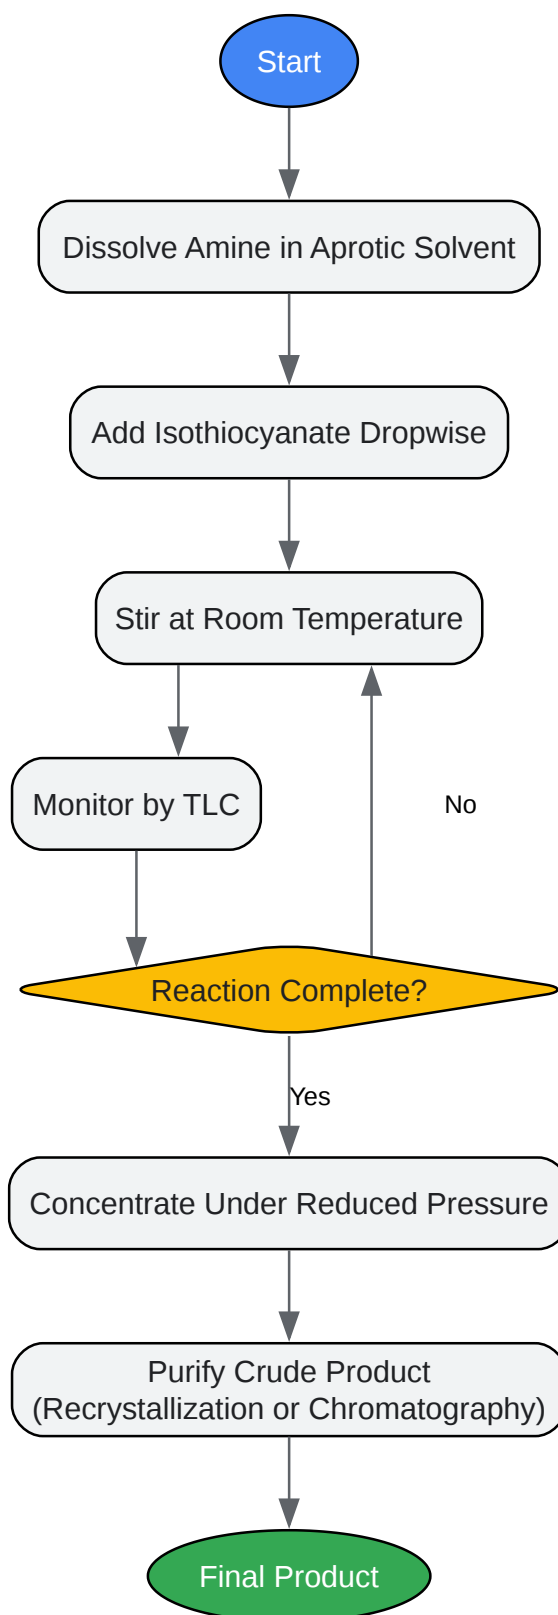 Start
Dissolve Amine in Aprotic Solvent
Add Isothiocyanate Dropwise
Stir at Room Temperature
Monitor by TLC
No
Reaction Complete?
Yes
Concentrate Under Reduced Pressure
Purify Crude Product
(Recrystallization or Chromatography)
Final Product